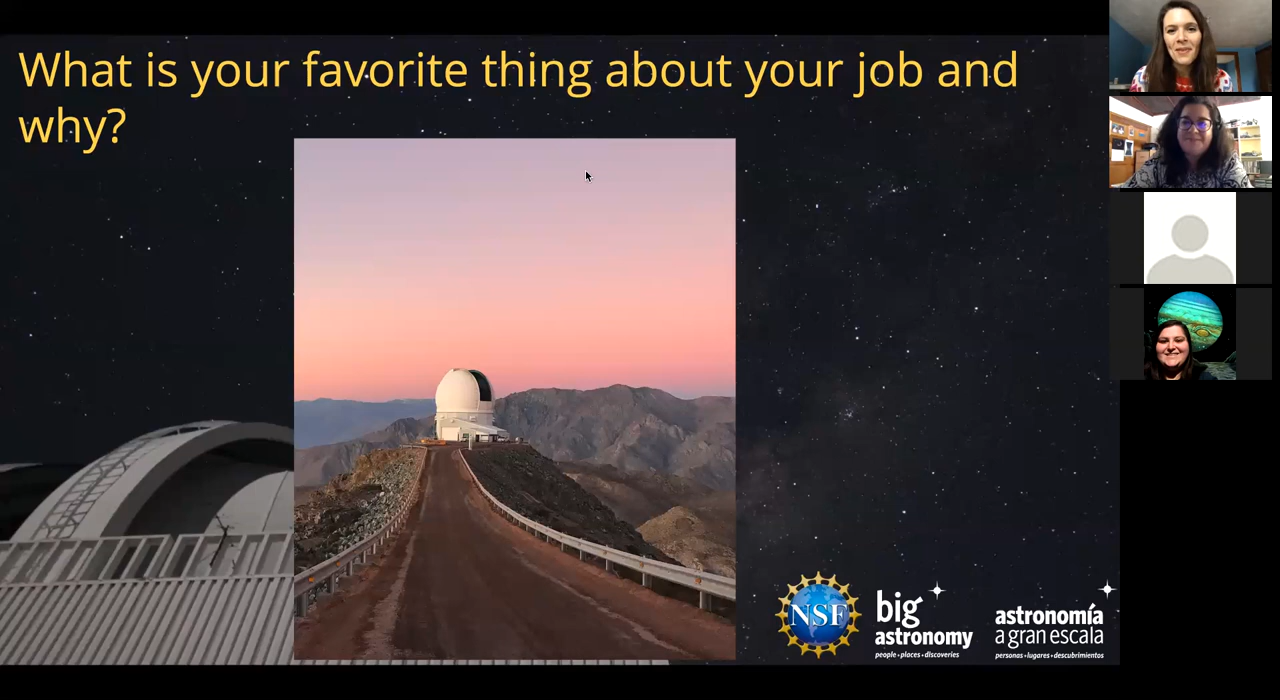 What is your favorite thing about your job and
why?
NSF
big
astronomy
people • places • discoveries
astronomía
a gran escala
personas • lugares • descubrimientos